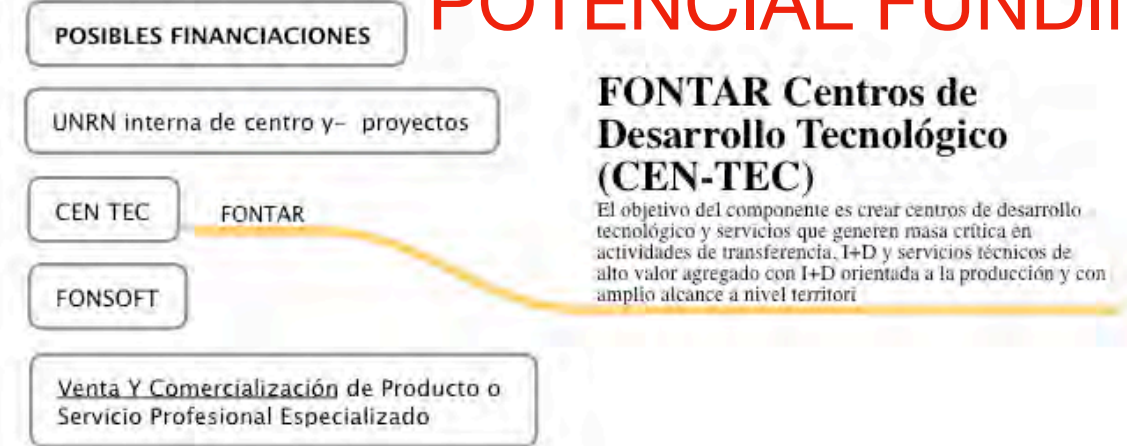 POTENCIAL
POSIBLES FINANCIACIONES
UNRN interna de centro y– proyectos
CEN TEC
FONTAR
FONSOFT
Venta Y Comercialización de Producto o
Servicio Profesional Especializado
FONTAR Centros de
Desarrollo Tecnológico
(CEN-TEC)
El objetivo del componente es crear centros de desarrollo
tecnológico y servicios que generen masa crítica en
actividades de transferencia, I+D y servicios técnicos de
alto valor agregado con I+D orientada a la producción y con
amplio alcance a nivel territori